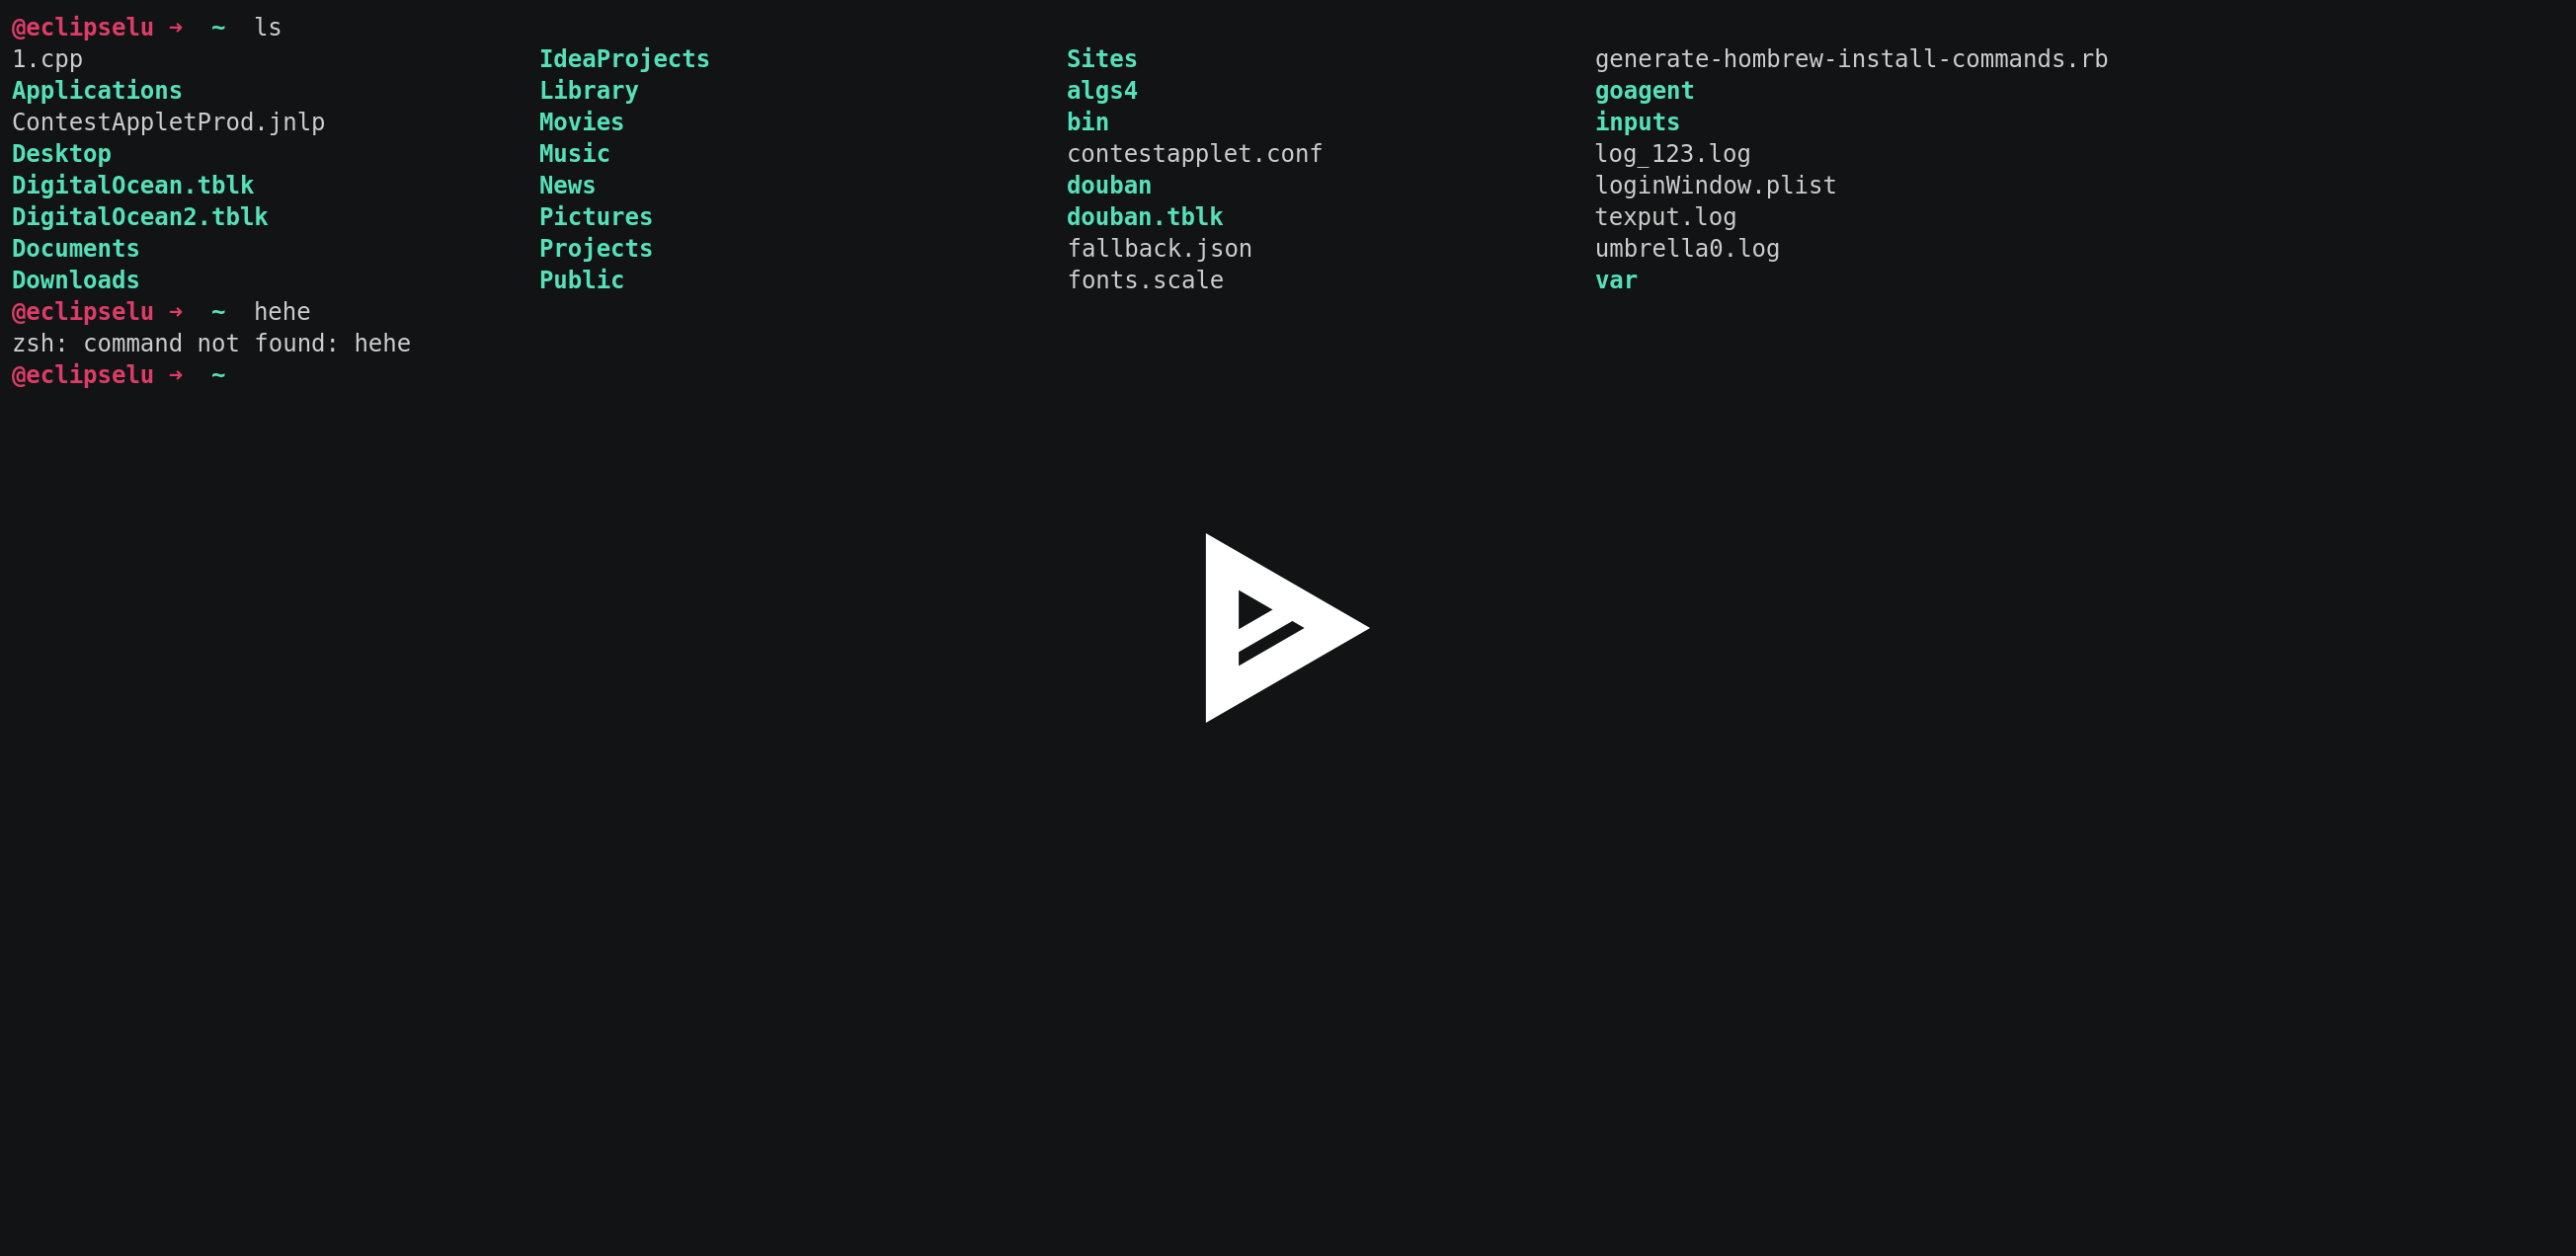 @eclipselu ➜  ~  ls
1.cpp IdeaProjects Sites generate-hombrew-install-commands.rb
Applications Library algs4 goagent
ContestAppletProd.jnlp Movies bin inputs
Desktop Music contestapplet.conf log_123.log
DigitalOcean.tblk News douban loginWindow.plist
DigitalOcean2.tblk Pictures douban.tblk texput.log
Documents Projects fallback.json umbrella0.log
Downloads Public fonts.scale var
@eclipselu ➜  ~  hehe
zsh: command not found: hehe
@eclipselu ➜  ~